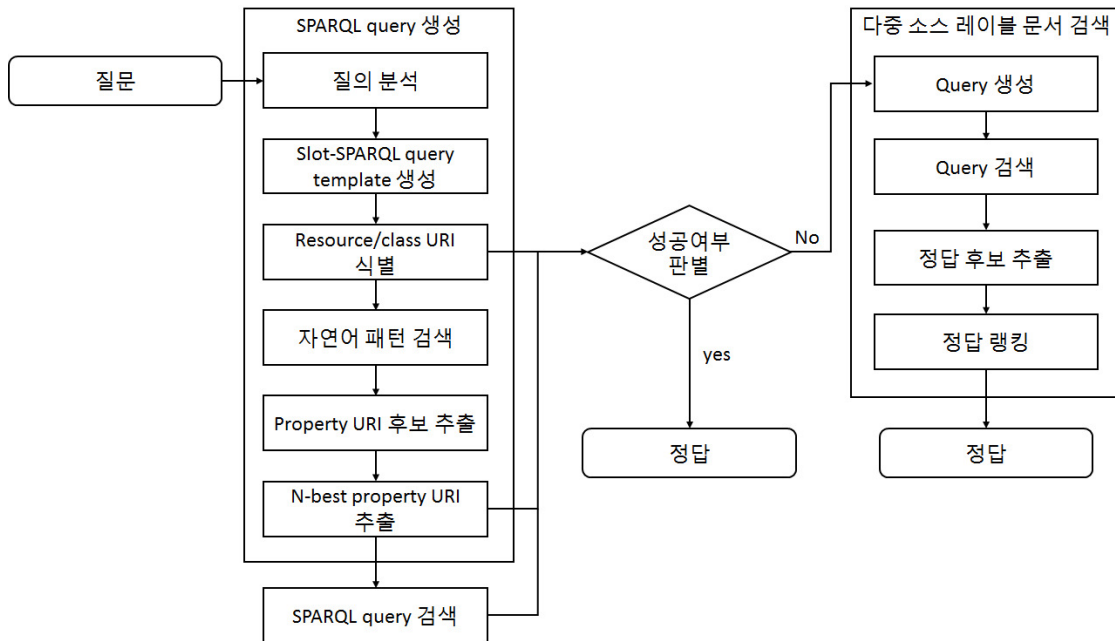 SPARQL query 생성
질문
질의 분석
Slot-SPARQL query
template 생성
Resource/class URI
식별
자연어 패턴 검색
Property URI 후보 추출
N-best property URI
추출
SPARQL query 검색
성공여부
판별
No
yes
정답
다중 소스 레이블 문서 검색
Query 생성
Query 검색
정답 후보 추출
정답 랭킹
정답